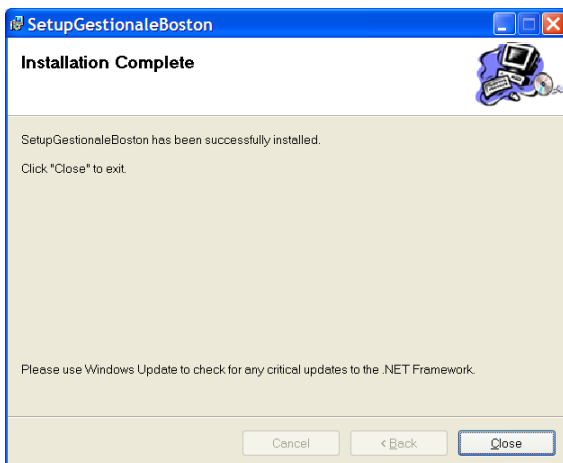 SetupGestionaleBoston
Installation Complete
SetupGestionaleBoston has been successfully installed.
Click "Close" to exit.
Please use Windows Update to check for any critical updates to the .NET Framework.
Cancel
< Back
Close